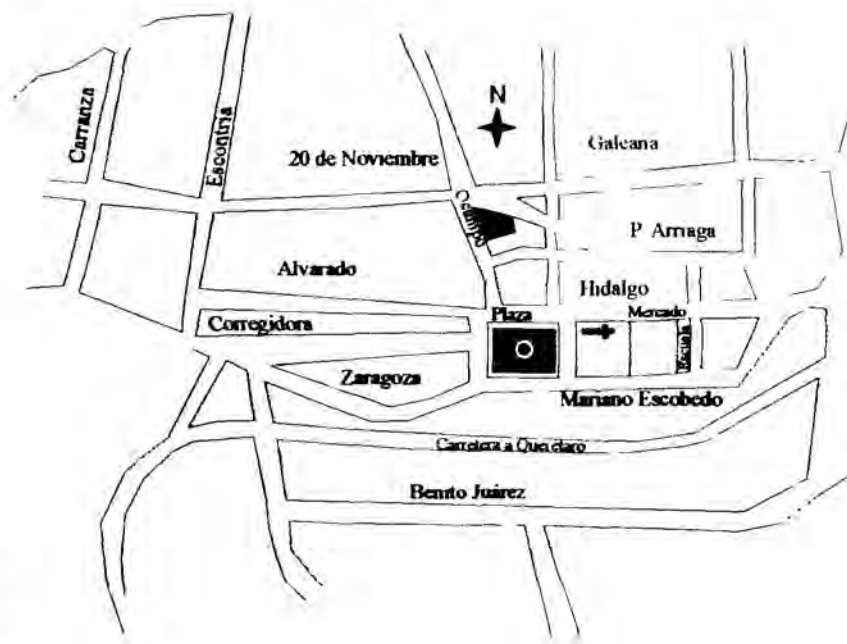 N
Carranza
Escontria
20 de Noviembre
Galeana
Ocampo
P. Arriaga
Alvarado
Hidalgo
Plaza
Mercado
Corregidora
Zaragoza
Mariano Escobedo
Carretera a Querétaro
Benito Juárez